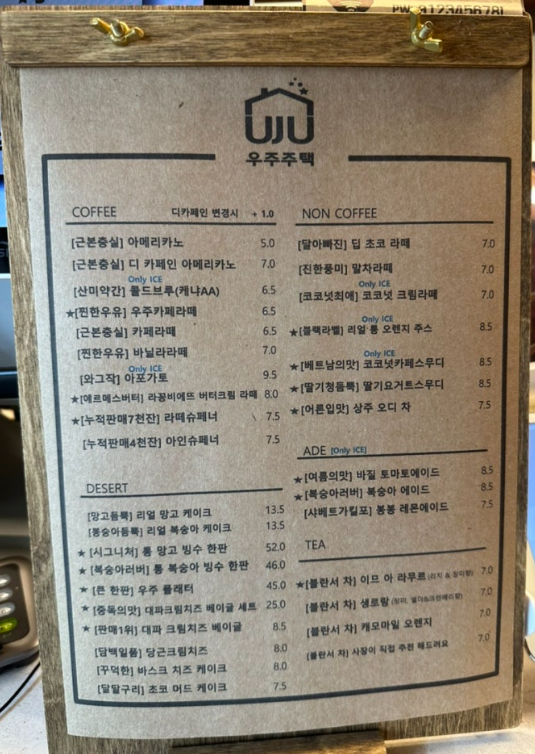 PW: 912345678!
UJU
우주주택
COFFEE 디카페인 변경시 + 1.0
[근본충실] 아메리카노 5.0
[근본충실] 디 카페인 아메리카노 7.0
Only ICE
[산미약간] 콜드브루(케냐AA) 6.5
★[찐한우유] 우주카페라떼 6.5
[근본충실] 카페라떼 6.5
[찐한우유] 바닐라라떼 7.0
Only ICE
[와그작] 아포가토 9.5
★[에르메스버터] 라꽁비에뜨 버터크림 라떼 8.0
★[누적판매7천잔] 라떼슈페너 7.5
[누적판매4천잔] 아인슈페너 7.5
DESERT
[망고듬뿍] 리얼 망고 케이크 13.5
[봉숭아듬뿍] 리얼 복숭아 케이크 13.5
★[시그니처] 통 망고 빙수 한판 52.0
★[복숭아러버] 통 복숭아 빙수 한판 46.0
★[큰 한판] 우주 플래터 45.0
★[중독의맛] 대파크림치즈 베이글 세트 25.0
★[판매1위] 대파 크림치즈 베이글 8.5
[담백일품] 당근크림치즈 8.0
[꾸덕한] 바스크 치즈 케이크 8.0
[달달구리] 초코 머드 케이크 7.5
NON COFFEE
[달아빠진] 딥 초코 라떼 7.0
[진한풍미] 말차라떼 7.0
Only ICE
[코코넛최애] 코코넛 크림라떼 7.0
Only ICE
★[블랙라벨] 리얼 통 오렌지 주스 8.5
Only ICE
★[베트남의맛] 코코넛카페스무디 8.5
★[딸기청듬뿍] 딸기요거트스무디 8.5
★[어른입맛] 상주 오디 차 7.5
ADE [Only ICE]
★[여름의맛] 바질 토마토에이드 8.5
★[복숭아러버] 복숭아 에이드 8.5
[샤베트가킬포] 봉봉 레몬에이드 7.5
TEA
★[블란서 차] 이브 아 라무르 7.0
[블란서 차] 생로랑 7.0
[블란서 차] 캐모마일 오렌지 7.0
[블란서 차] 사장이 직접 추천 해드려요 7.0